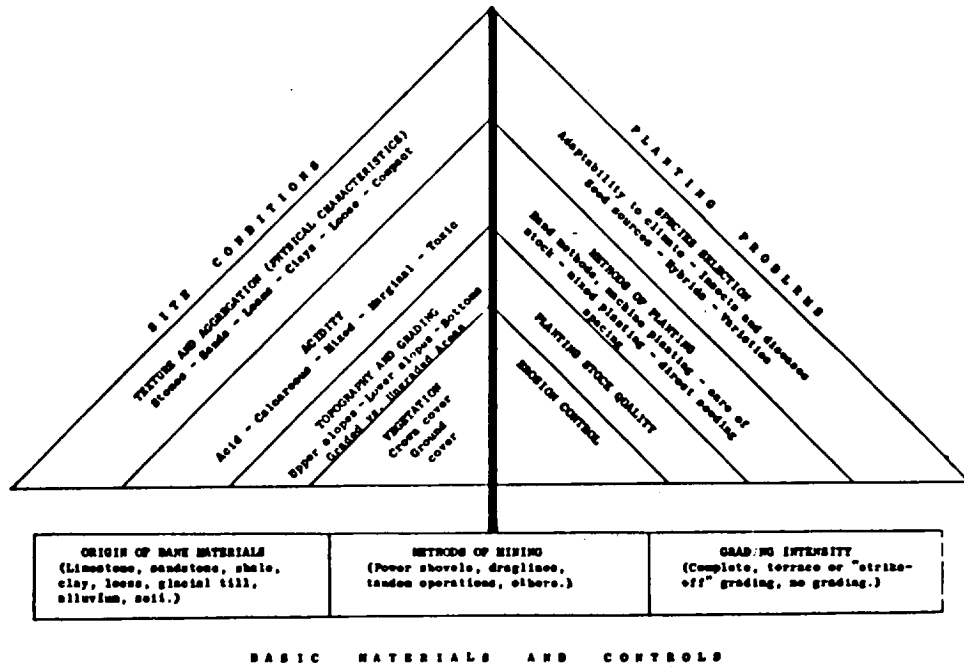 SITE CONDITIONS
TEXTURE AND AGGREGATION (PHYSICAL CHARACTERISTICS)
Stones - Sands - Loams - Clays - Loose - Compact
ACIDITY
Acid - Calcareous - Mixed - Marginal - Toxic
TOPOGRAPHY AND GRADING
Upper slopes - Lower slopes - Bottoms
Graded vs. Ungraded Areas
VEGETATION
Crown cover
Ground
cover
PLANTING PROBLEMS
SPECIES SELECTION
Adaptability to climate - Insects and diseases
Seed sources - Hybrids - Varieties
METHODS OF PLANTING
Hand methods, machine planting - care of
stock - mixed planting - direct seeding
spacing
PLANTING STOCK QUALITY
EROSION CONTROL
ORIGIN OF BANK MATERIALS
(Limestone, sandstone, shale,
clay, loess, glacial till,
alluvium, soil.)
METHODS OF MINING
(Power shovels, draglines,
tandem operations, others.)
GRADING INTENSITY
(Complete, terrace or "strike-
off" grading, no grading.)
BASIC MATERIALS AND CONTROLS